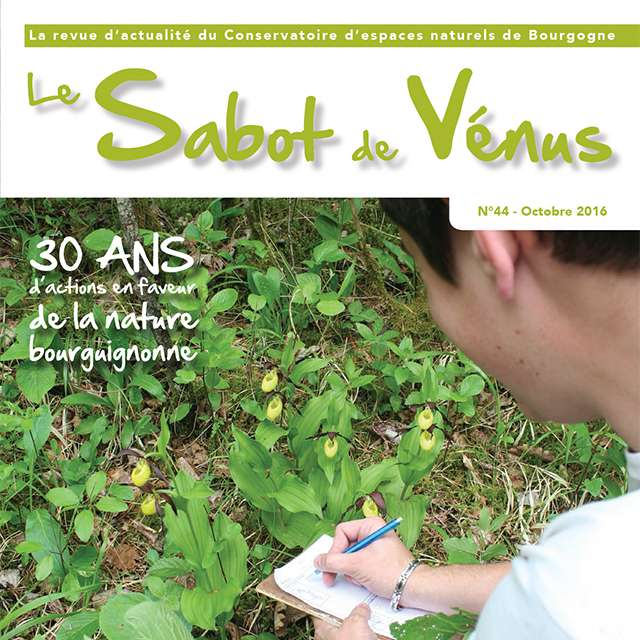 La revue d'actualité du Conservatoire d'espaces naturels de Bourgogne
Le Sabot de Vénus
N°44 - Octobre 2016
30 ANS
d'actions en faveur
de la nature
bourguignonne